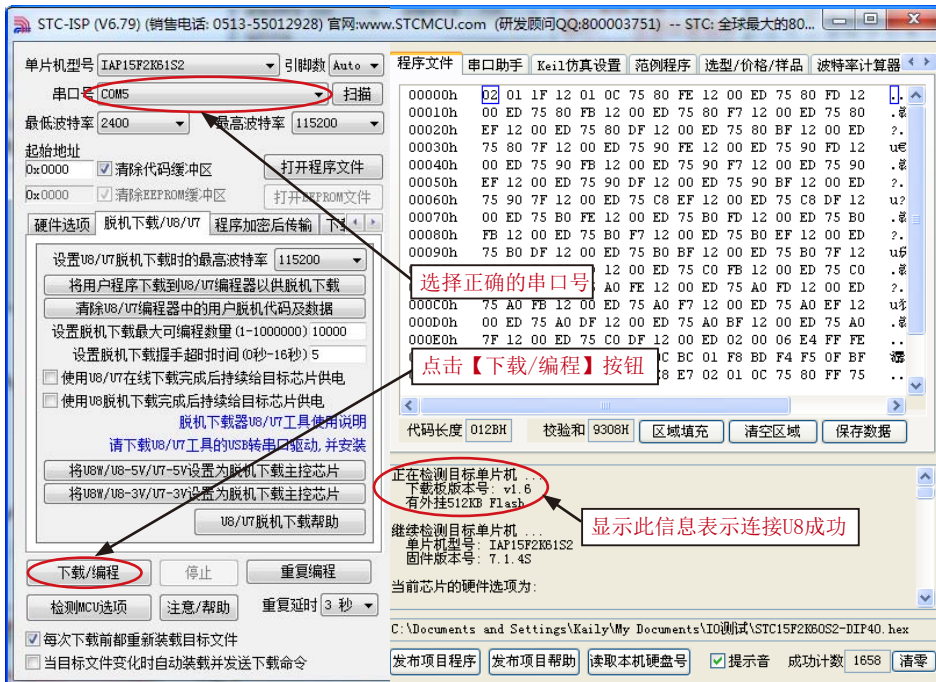 STC-ISP (V6.79) (销售电话: 0513-55012928) 官网:www.STCMCU.com (研发顾问QQ:800003751) -- STC: 全球最大的80...
单片机型号 IAP15F2K61S2 引脚数 Auto
串口号 COM5 扫描
最低波特率 2400 最高波特率 115200
起始地址
0x0000 清除代码缓冲区 打开程序文件
0x0000 清除EEPROM缓冲区 打开EEPROM文件
硬件选项 脱机下载/U8/U7 程序加密后传输
设置U8/U7脱机下载时的最高波特率 115200
将用户程序下载到U8/U7编程器以供脱机下载
清除U8/U7编程器中的用户脱机代码及数据
设置脱机下载最大可编程数量(1-1000000) 10000
设置脱机下载握手超时时间(0秒-16秒) 5
使用U8/U7在线下载完成后持续给目标芯片供电
使用U8脱机下载完成后持续给目标芯片供电
脱机下载器U8/U7工具使用说明
请下载U8/U7工具的USB转串口驱动,并安装
将U8W/U8-5V/U7-5V设置为脱机下载主控芯片
将U8W/U8-3V/U7-3V设置为脱机下载主控芯片
U8/U7脱机下载帮助
下载/编程 停止 重复编程
检测MCU选项 注意/帮助 重复延时 3 秒
每次下载前都重新装载目标文件
当目标文件变化时自动装载并发送下载命令
程序文件 串口助手 Keil仿真设置 范例程序 选型/价格/样品 波特率计算器
00000h 02 01 1F 12 01 0C 75 80 FE 12 00 ED 75 80 FD 12 ..
00010h 00 ED 75 80 FB 12 00 ED 75 80 F7 12 00 ED 75 80
00020h EF 12 00 ED 75 80 DF 12 00 ED 75 80 BF 12 00 ED ?.
00030h 75 80 7F 12 00 ED 75 90 FE 12 00 ED 75 90 FD 12 u€
00040h 00 ED 75 90 FB 12 00 ED 75 90 F7 12 00 ED 75 90
00050h EF 12 00 ED 75 90 DF 12 00 ED 75 90 BF 12 00 ED ?.
00060h 75 90 7F 12 00 ED 75 C8 EF 12 00 ED 75 C8 DF 12 u?
00070h 00 ED 75 B0 FE 12 00 ED 75 B0 FD 12 00 ED 75 B0
00080h FB 12 00 ED 75 B0 F7 12 00 ED 75 B0 EF 12 00 ED ?.
00090h 75 B0 DF 12 00 ED 75 B0 BF 12 00 ED 75 B0 7F 12
12 00 ED 75 C0 FB 12 00 ED 75 C0
A0 FE 12 00 ED 75 A0 FD 12 00 ED ?.
000C0h 75 A0 FB 12 00 ED 75 A0 F7 12 00 ED 75 A0 EF 12
000D0h 00 ED 75 A0 DF 12 00 ED 75 A0 BF 12 00 ED 75 A0
000E0h 7F 12 00 ED 75 C0 DF 12 00 ED 02 00 06 E4 FF FE ..
BC 01 F8 BD F4 F5 0F BF
E7 02 01 0C 75 80 FF 75 ..
选择正确的串口号
点击【下载/编程】按钮
代码长度 012BH 校验和 9308H 区域填充 清空区域 保存数据
正在检测目标单片机 ...
下载板版本号: v1.6
有外挂512KB Flash
显示此信息表示连接U8成功
继续检测目标单片机 ...
单片机型号: IAP15F2K61S2
固件版本号: 7.1.4S
当前芯片的硬件选项为:
C:\Documents and Settings\Kaily\My Documents\IO测试\STC15F2K60S2-DIP40.hex
发布项目程序 发布项目帮助 读取本机硬盘号 提示音 成功计数 1658 清零